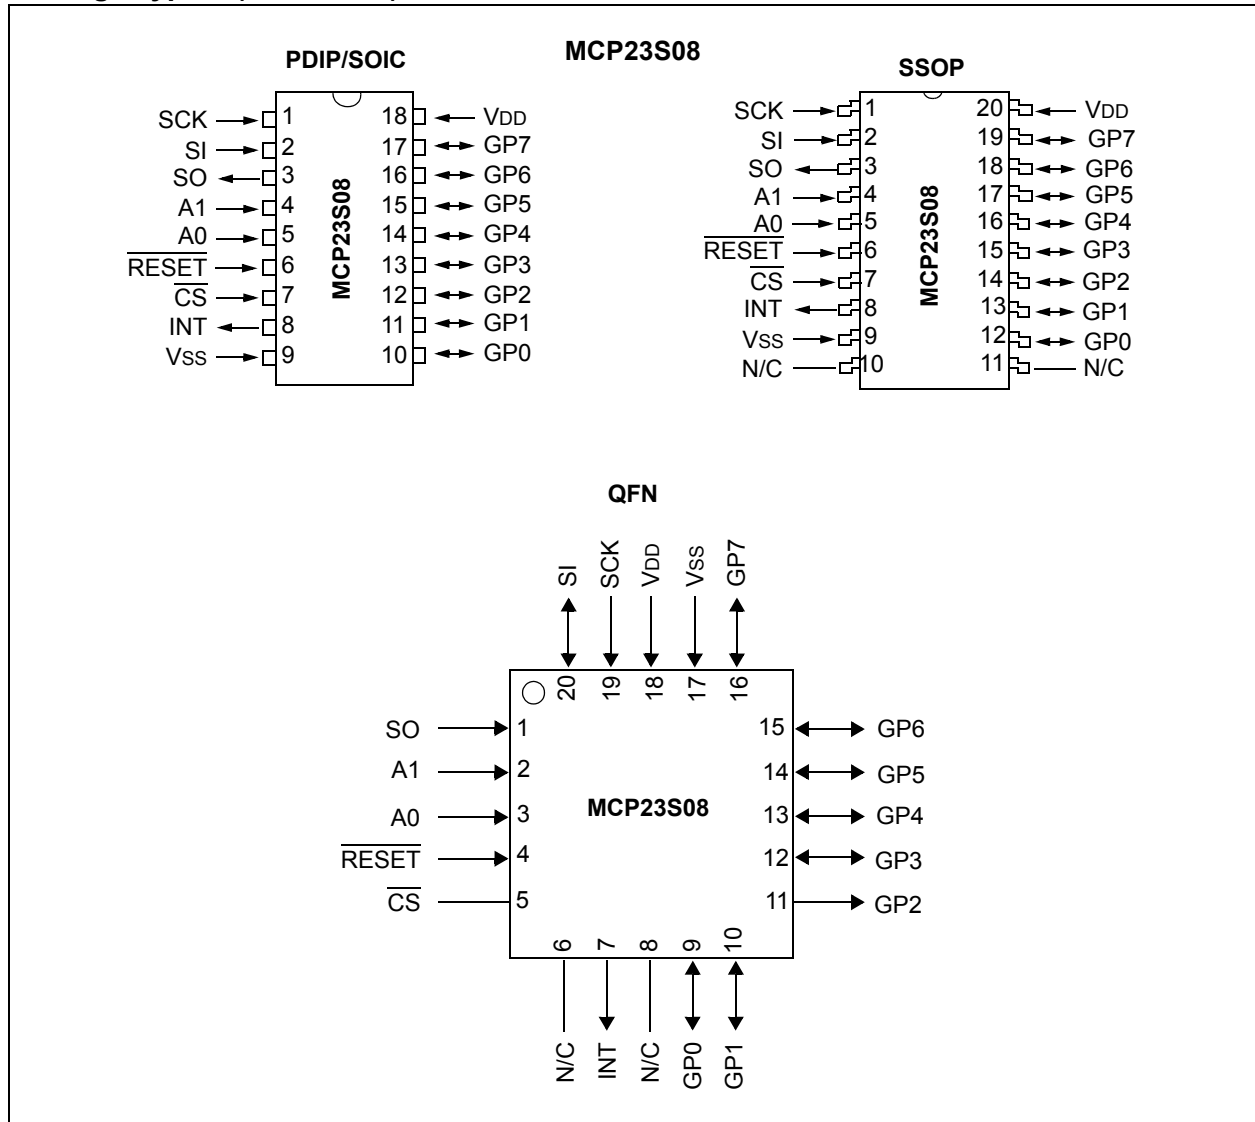 MCP23S08
PDIP/SOIC
SCK 1 18 VDD
SI 2 17 GP7
SO 3 16 GP6
A1 4 15 GP5
A0 5 14 GP4
RESET 6 13 GP3
CS 7 12 GP2
INT 8 11 GP1
VSS 9 10 GP0
MCP23S08
SSOP
SCK 1 20 VDD
SI 2 19 GP7
SO 3 18 GP6
A1 4 17 GP5
A0 5 16 GP4
RESET 6 15 GP3
CS 7 14 GP2
INT 8 13 GP1
VSS 9 12 GP0
N/C 10 11 N/C
MCP23S08
QFN
SI SCK VDD VSS GP7
20 19 18 17 16
SO 1 15 GP6
A1 2 14 GP5
A0 3 13 GP4
MCP23S08
RESET 4 12 GP3
CS 5 11 GP2
6 7 8 9 10
N/C INT N/C GP0 GP1